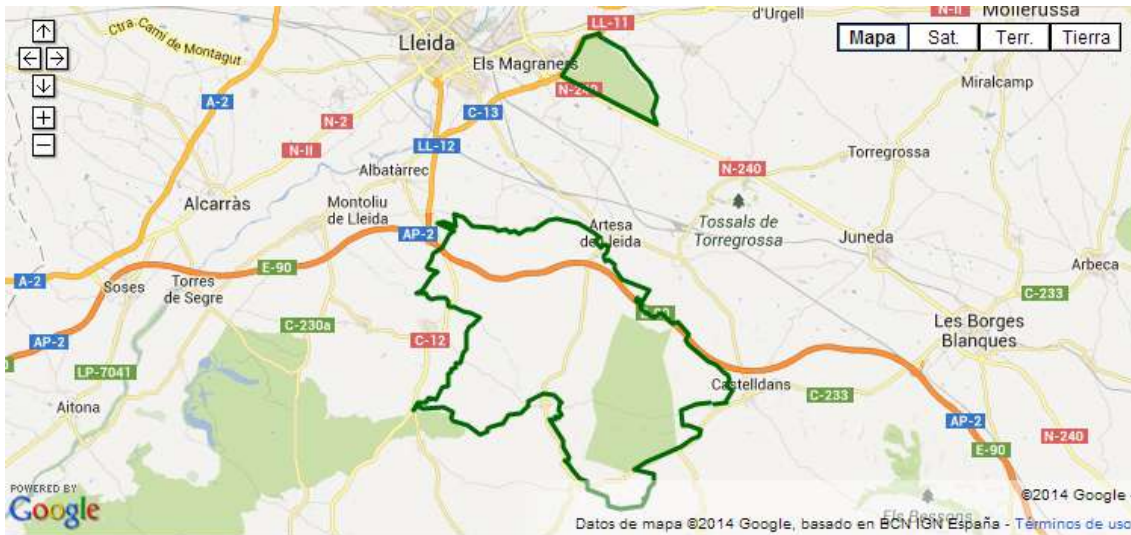 LL-11
d'Urgell
N-II
Mollerussa
Mapa
Sat.
Terr.
Tierra
Ctra.Camí de Montagut
Lleida
Els Magraners
Miralcamp
A-2
N-240
C-13
N-2
LL-12
N-II
Torregrossa
Albatàrrec
N-240
Alcarràs
Montoliu
de Lleida
Artesa
de Lleida
Tossals de
Torregrossa
AP-2
Juneda
E-90
Arbeca
A-2
Soses
Torres
de Segre
C-233
C-230a
C-12
Les Borges
Blanques
AP-2
LP-7041
Castelldans
C-233
Aitona
AP-2
N-240
E-90
POWERED BY
Google
©2014 Google -
Els Bessons
Datos de mapa ©2014 Google, basado en BCN IGN España - Términos de uso